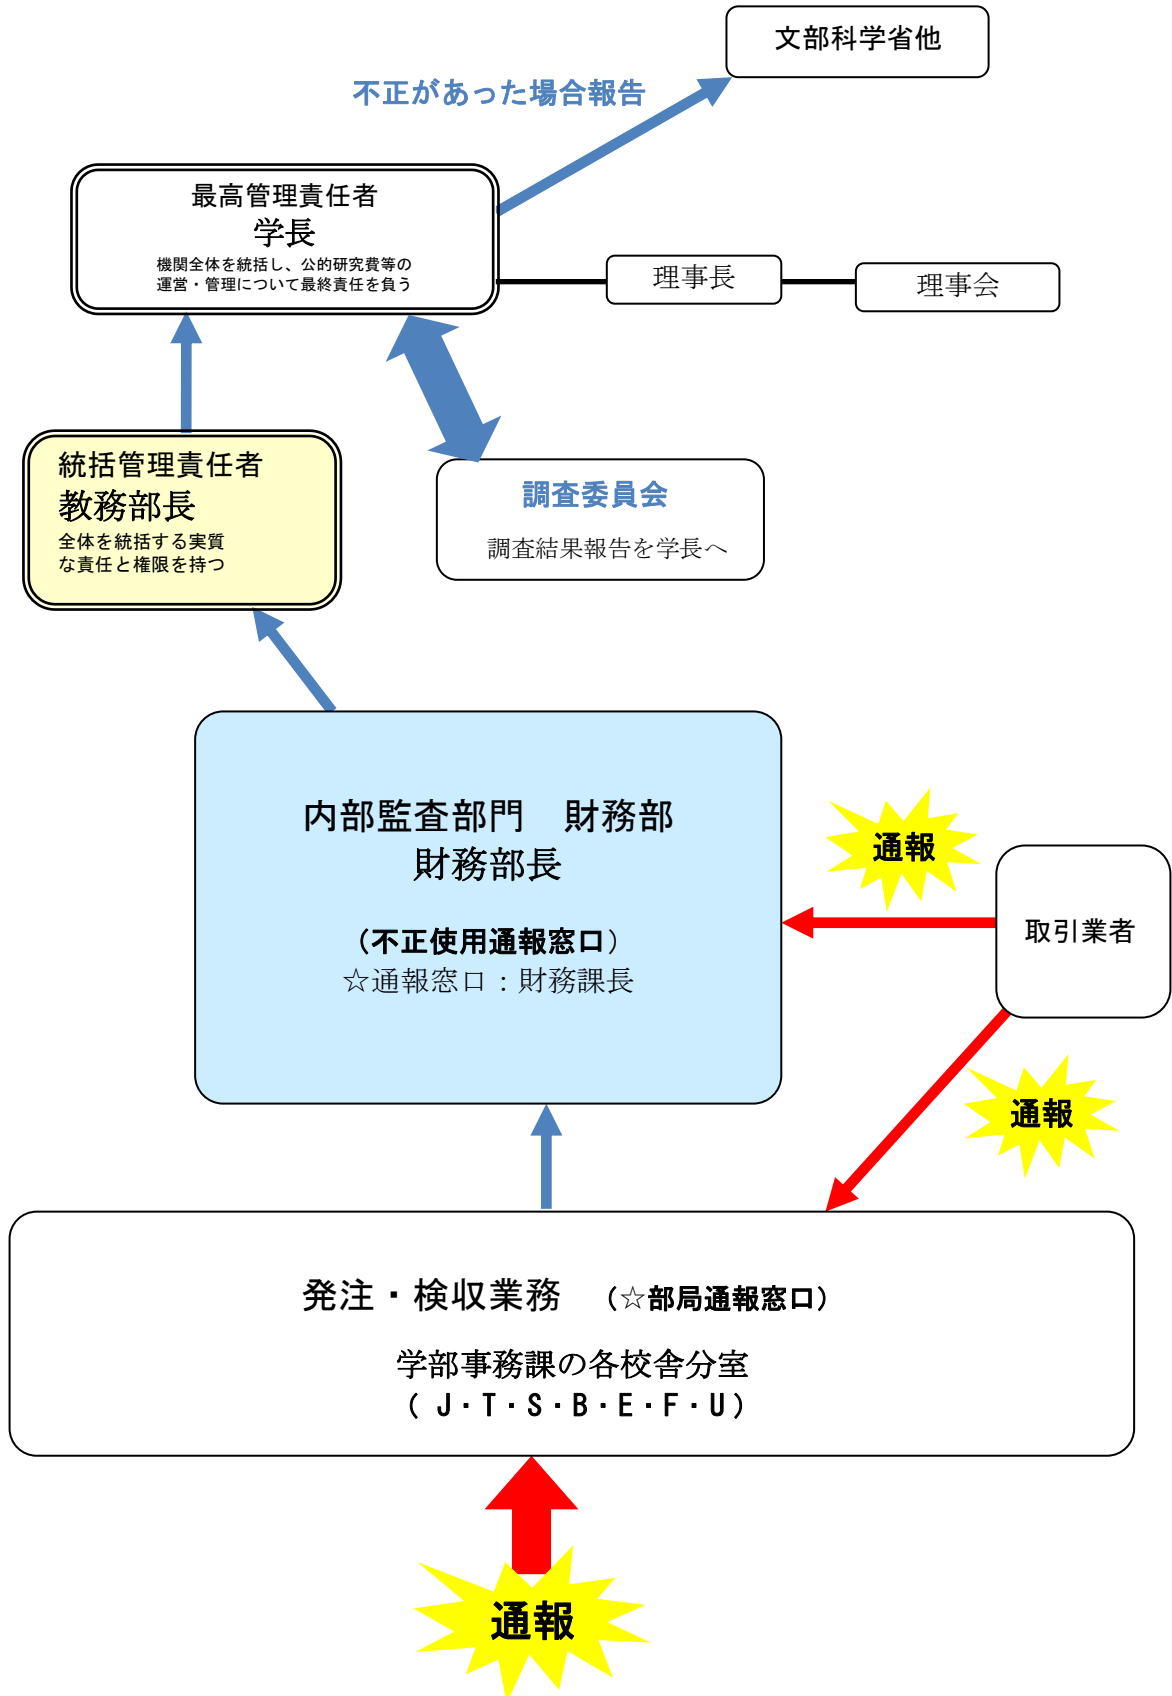 文部科学省他
不正があった場合報告
最高管理責任者
学長
機関全体を統括し、公的研究費等の
運営・管理について最終責任を負う
理事長
理事会
統括管理責任者
教務部長
全体を統括する実質
な責任と権限を持つ
調査委員会
調査結果報告を学長へ
内部監査部門　財務部
財務部長
（不正使用通報窓口）
☆通報窓口：財務課長
通報
取引業者
通報
発注・検収業務　（☆部局通報窓口）
学部事務課の各校舎分室
（ J・T・S・B・E・F・U）
通報